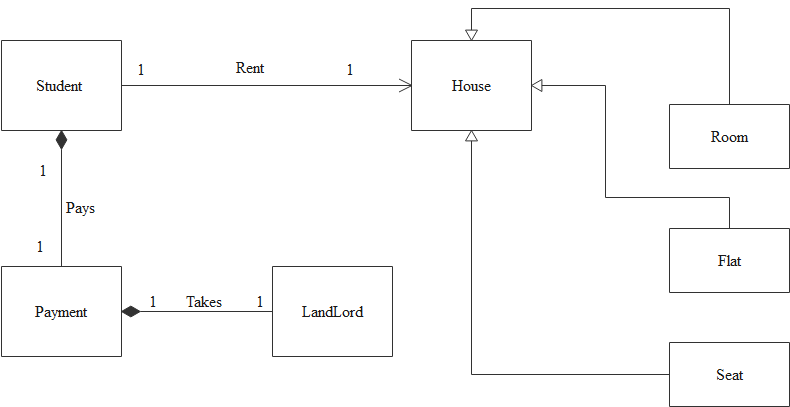 Student
1
Rent
1
House
Room
1
Pays
1
Flat
Payment
1
Takes
1
LandLord
Seat